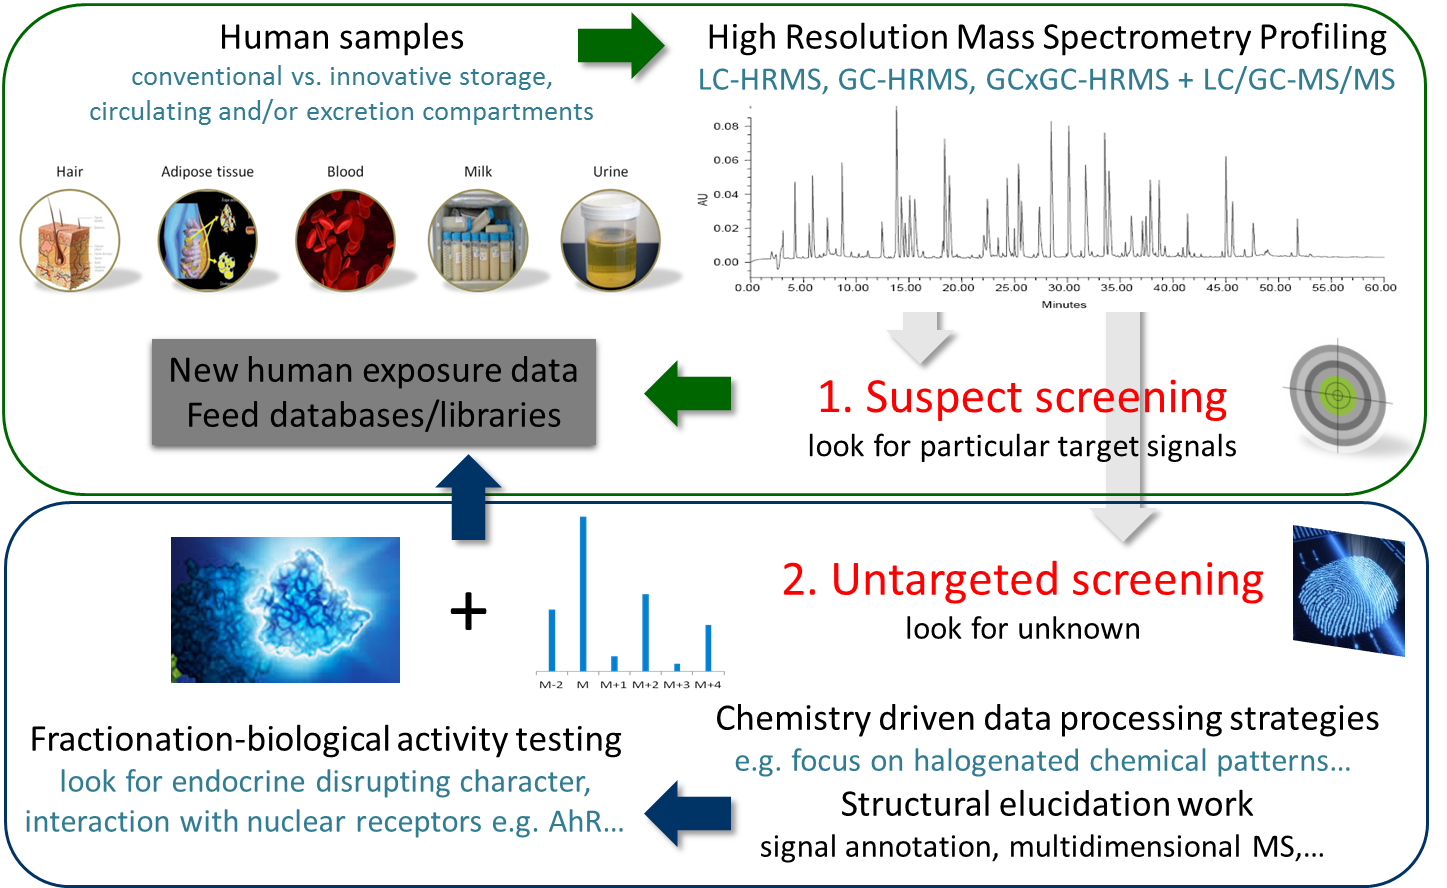 Human samples
conventional vs. innovative storage,
circulating and/or excretion compartments
Hair
Adipose tissue
Blood
Milk
Urine
High Resolution Mass Spectrometry Profiling
LC-HRMS, GC-HRMS, GCxGC-HRMS + LC/GC-MS/MS
0.08
0.06
0.04
0.02
0.00
AU
0.00 5.00 10.00 15.00 20.00 25.00 30.00 35.00 40.00 45.00 50.00 55.00 60.00
Minutes
New human exposure data
Feed databases/libraries
1. Suspect screening
look for particular target signals
2. Untargeted screening
look for unknown
+
M-2 M M+1 M+2 M+3 M+4
Fractionation-biological activity testing
look for endocrine disrupting character,
interaction with nuclear receptors e.g. AhR...
Chemistry driven data processing strategies
e.g. focus on halogenated chemical patterns...
Structural elucidation work
signal annotation, multidimensional MS,...